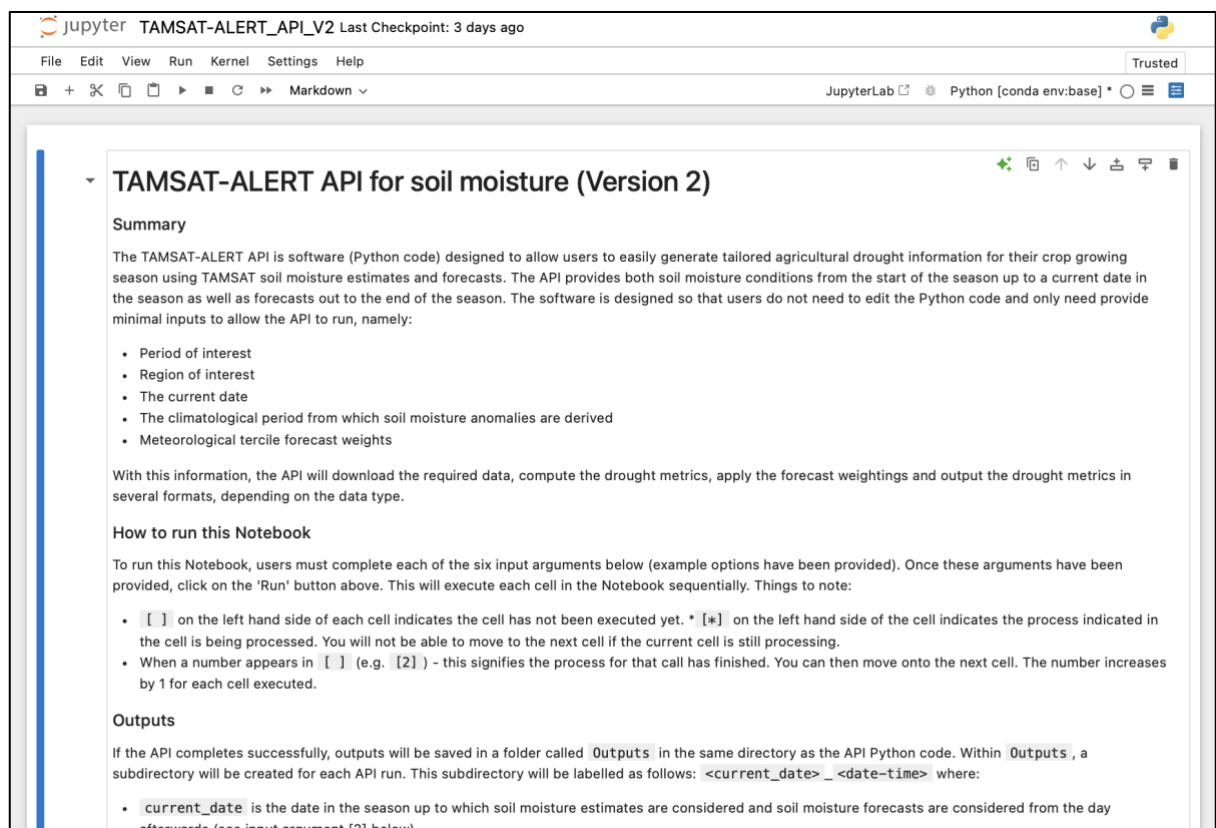 jupyter TAMSAT-ALERT_API_V2 Last Checkpoint: 3 days ago
File Edit View Run Kernel Settings Help Trusted
Markdown JupyterLab Python [conda env:base] *
TAMSAT-ALERT API for soil moisture (Version 2)
Summary
The TAMSAT-ALERT API is software (Python code) designed to allow users to easily generate tailored agricultural drought information for their crop growing
season using TAMSAT soil moisture estimates and forecasts. The API provides both soil moisture conditions from the start of the season up to a current date in
the season as well as forecasts out to the end of the season. The software is designed so that users do not need to edit the Python code and only need provide
minimal inputs to allow the API to run, namely:
• Period of interest
• Region of interest
• The current date
• The climatological period from which soil moisture anomalies are derived
• Meteorological tercile forecast weights
With this information, the API will download the required data, compute the drought metrics, apply the forecast weightings and output the drought metrics in
several formats, depending on the data type.
How to run this Notebook
To run this Notebook, users must complete each of the six input arguments below (example options have been provided). Once these arguments have been
provided, click on the 'Run' button above. This will execute each cell in the Notebook sequentially. Things to note:
• [ ] on the left hand side of each cell indicates the cell has not been executed yet. * [*] on the left hand side of the cell indicates the process indicated in
the cell is being processed. You will not be able to move to the next cell if the current cell is still processing.
• When a number appears in [ ] (e.g. [2] ) - this signifies the process for that call has finished. You can then move onto the next cell. The number increases
by 1 for each cell executed.
Outputs
If the API completes successfully, outputs will be saved in a folder called Outputs in the same directory as the API Python code. Within Outputs , a
subdirectory will be created for each API run. This subdirectory will be labelled as follows: <current_date>_<date-time> where:
• current_date is the date in the season up to which soil moisture estimates are considered and soil moisture forecasts are considered from the day
afterwards (see input argument [3] below)